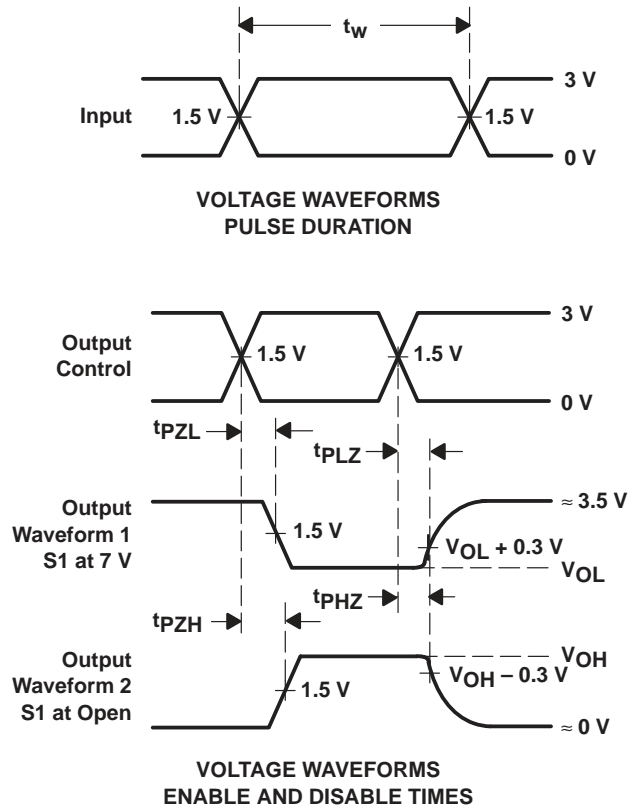 tw
3 V
Input
1.5 V
1.5 V
0 V
VOLTAGE WAVEFORMS
PULSE DURATION
3 V
Output
Control
1.5 V
1.5 V
0 V
tPZL
tPLZ
Output
Waveform 1
S1 at 7 V
≈ 3.5 V
1.5 V
VOL + 0.3 V
VOL
tPHZ
tPZH
Output
Waveform 2
S1 at Open
VOH
VOH – 0.3 V
1.5 V
≈ 0 V
VOLTAGE WAVEFORMS
ENABLE AND DISABLE TIMES